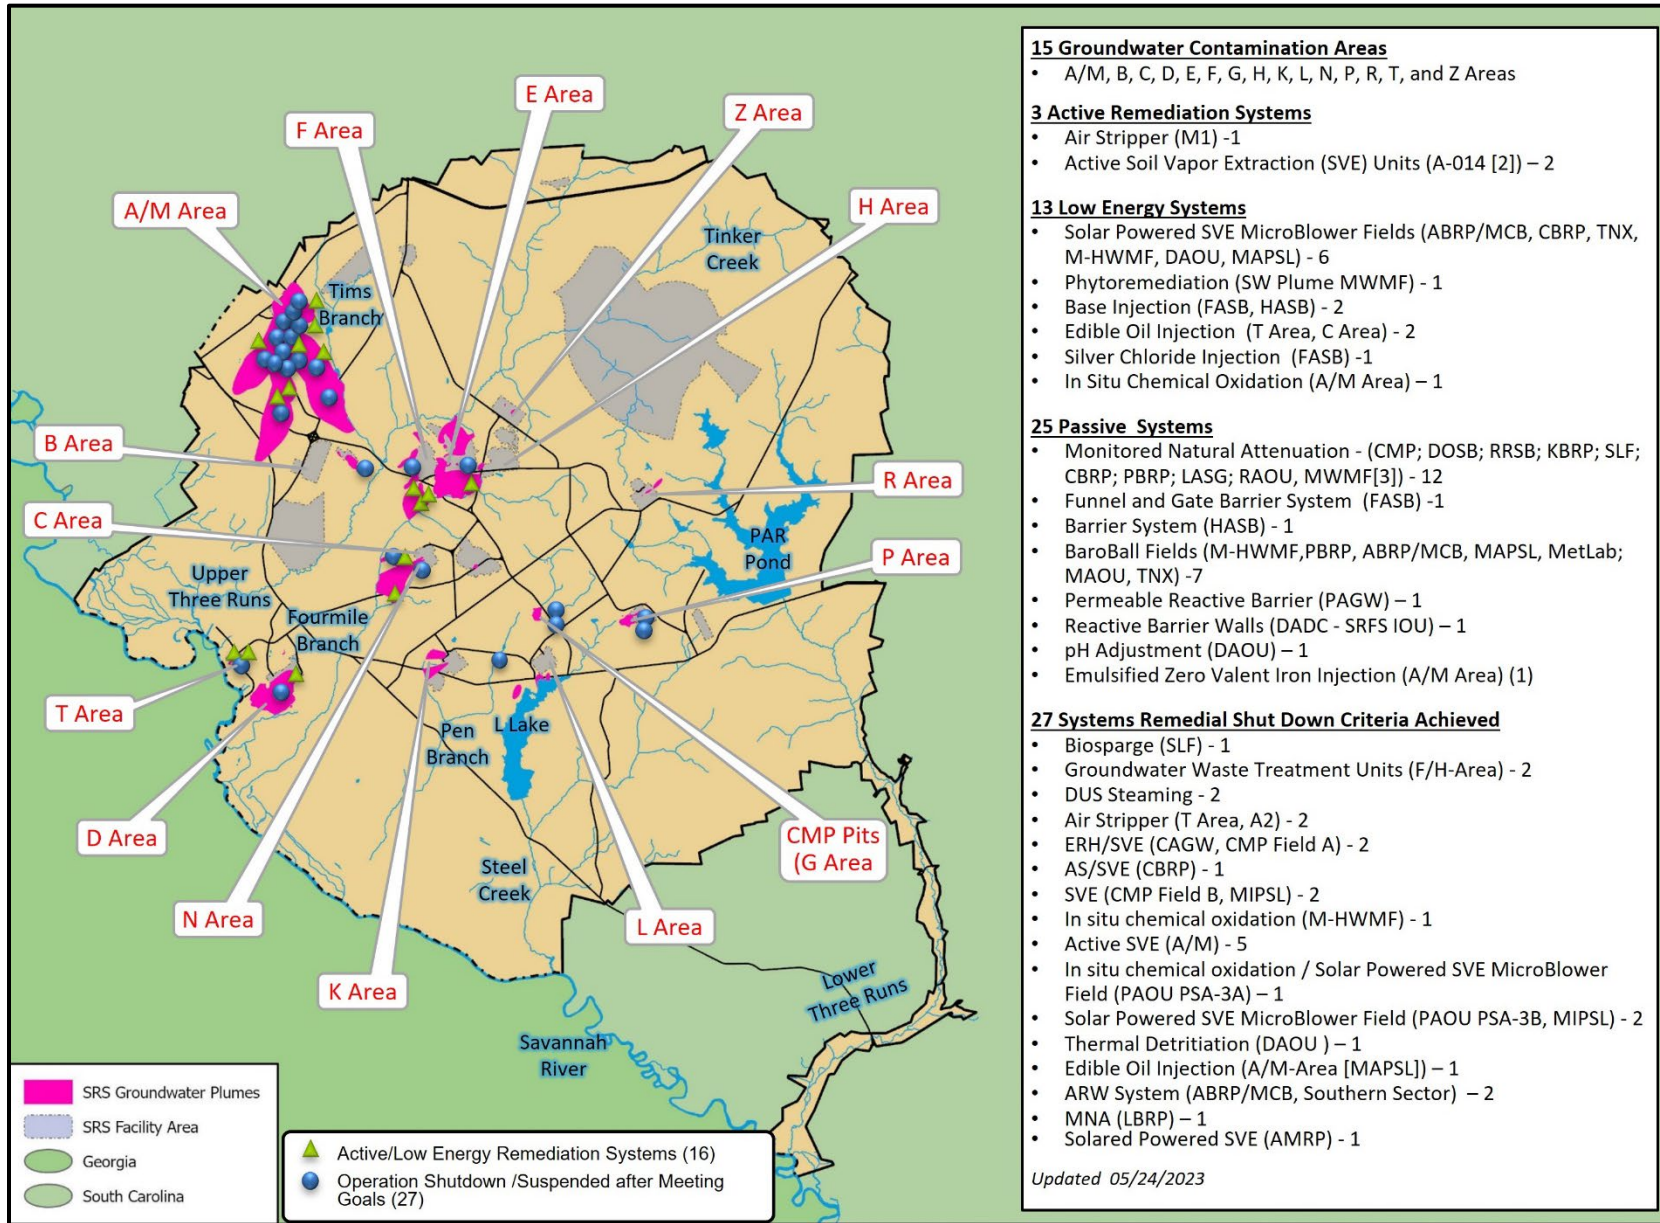 E Area
F Area
Z Area
A/M Area
H Area
Tinker
Creek
Tims
Branch
B Area
R Area
C Area
PAR
Pond
P Area
Upper
Three Runs
Fourmile
Branch
T Area
L Lake
Pen
Branch
D Area
CMP Pits
(G Area
Steel
Creek
N Area
L Area
K Area
Lower
Three Runs
Savannah
River
SRS Groundwater Plumes
SRS Facility Area
Georgia
South Carolina
Active/Low Energy Remediation Systems (16)
Operation Shutdown /Suspended after Meeting
Goals (27)
15 Groundwater Contamination Areas
• A/M, B, C, D, E, F, G, H, K, L, N, P, R, T, and Z Areas
3 Active Remediation Systems
• Air Stripper (M1) -1
• Active Soil Vapor Extraction (SVE) Units (A-014 [2]) – 2
13 Low Energy Systems
• Solar Powered SVE MicroBlower Fields (ABRP/MCB, CBRP, TNX,
M-HWMF, DAOU, MAPSL) - 6
• Phytoremediation (SW Plume MWMF) - 1
• Base Injection (FASB, HASB) - 2
• Edible Oil Injection (T Area, C Area) - 2
• Silver Chloride Injection (FASB) -1
• In Situ Chemical Oxidation (A/M Area) – 1
25 Passive Systems
• Monitored Natural Attenuation - (CMP; DOSB; RRSB; KBRP; SLF;
CBRP; PBRP; LASG; RAOU, MWMF[3]) - 12
• Funnel and Gate Barrier System (FASB) -1
• Barrier System (HASB) - 1
• BaroBall Fields (M-HWMF,PBRP, ABRP/MCB, MAPSL, MetLab;
MAOU, TNX) -7
• Permeable Reactive Barrier (PAGW) – 1
• Reactive Barrier Walls (DADC - SRFS IOU) – 1
• pH Adjustment (DAOU) – 1
• Emulsified Zero Valent Iron Injection (A/M Area) (1)
27 Systems Remedial Shut Down Criteria Achieved
• Biosparge (SLF) - 1
• Groundwater Waste Treatment Units (F/H-Area) - 2
• DUS Steaming - 2
• Air Stripper (T Area, A2) - 2
• ERH/SVE (CAGW, CMP Field A) - 2
• AS/SVE (CBRP) - 1
• SVE (CMP Field B, MIPSL) - 2
• In situ chemical oxidation (M-HWMF) - 1
• Active SVE (A/M) - 5
• In situ chemical oxidation / Solar Powered SVE MicroBlower
Field (PAOU PSA-3A) – 1
• Solar Powered SVE MicroBlower Field (PAOU PSA-3B, MIPSL) - 2
• Thermal Detritiation (DAOU ) – 1
• Edible Oil Injection (A/M-Area [MAPSL]) – 1
• ARW System (ABRP/MCB, Southern Sector) – 2
• MNA (LBRP) – 1
• Solared Powered SVE (AMRP) - 1
Updated 05/24/2023